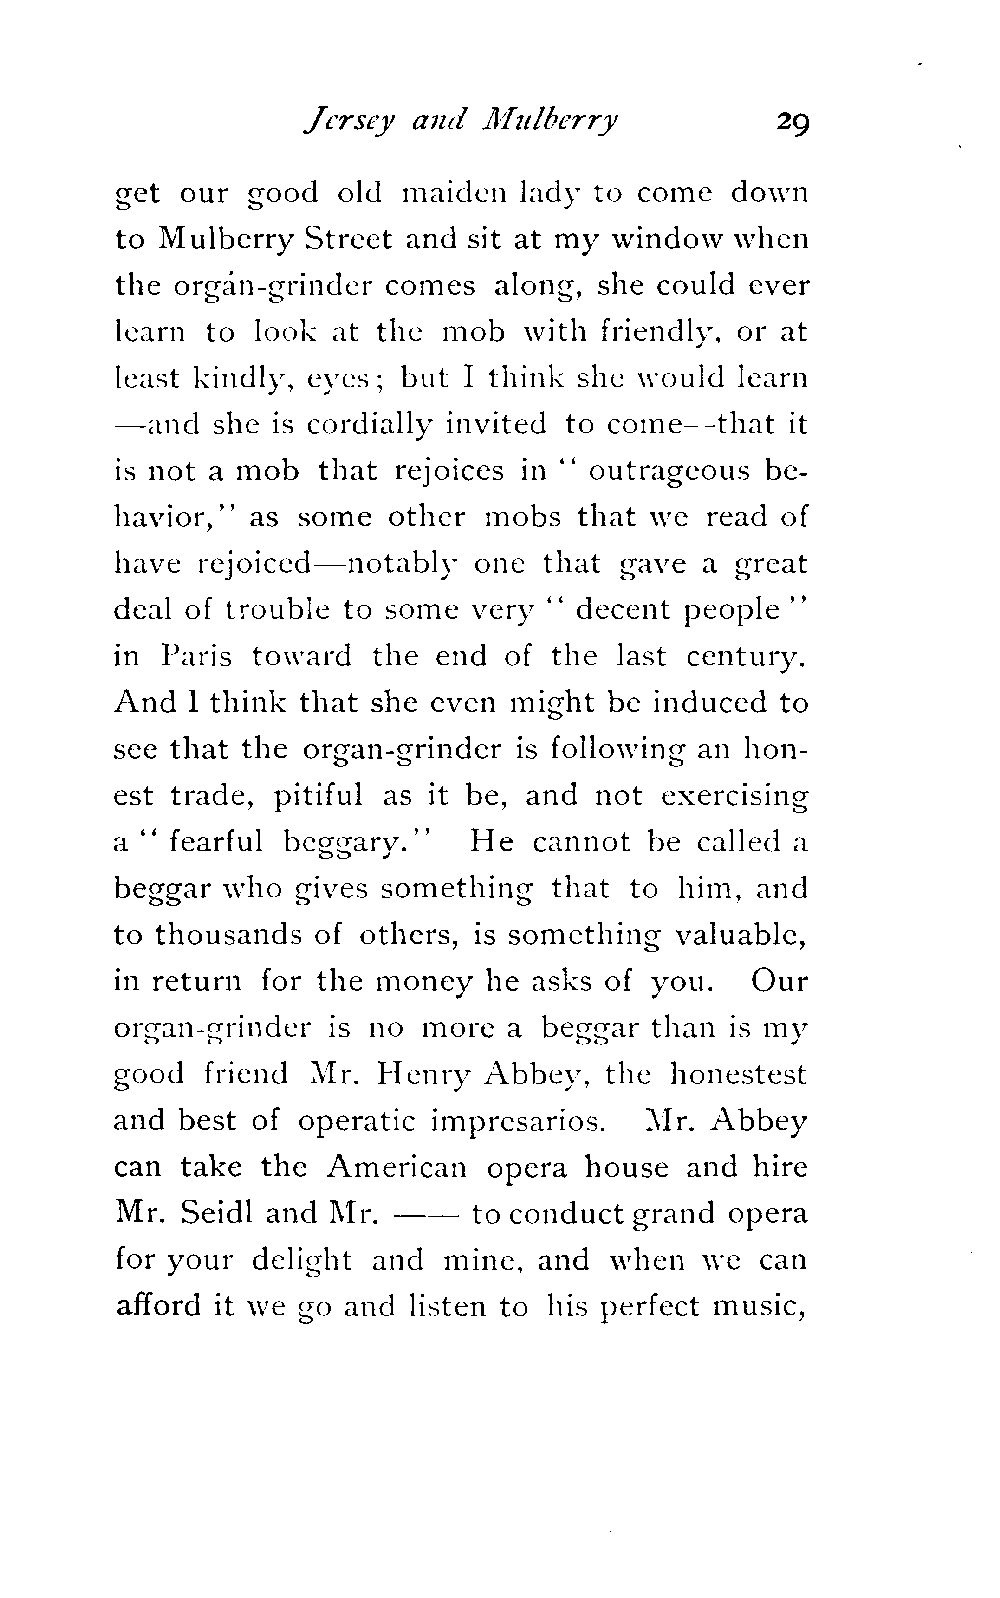 Jersey and Mulberry 29
get our good old maiden lady to come down
to Mulberry Street and sit at my window when
the organ-grinder comes along, she could ever
learn to look at the mob with friendly, or at
least kindly, eyes; but I think she would learn
—and she is cordially invited to come—that it
is not a mob that rejoices in “ outrageous be-
havior,” as some other mobs that we read of
have rejoiced—notably one that gave a great
deal of trouble to some very “ decent people ”
in Paris toward the end of the last century.
And I think that she even might be induced to
see that the organ-grinder is following an hon-
est trade, pitiful as it be, and not exercising
a “ fearful beggary.” He cannot be called a
beggar who gives something that to him, and
to thousands of others, is something valuable,
in return for the money he asks of you. Our
organ-grinder is no more a beggar than is my
good friend Mr. Henry Abbey, the honestest
and best of operatic impresarios. Mr. Abbey
can take the American opera house and hire
Mr. Seidl and Mr. —— to conduct grand opera
for your delight and mine, and when we can
afford it we go and listen to his perfect music,